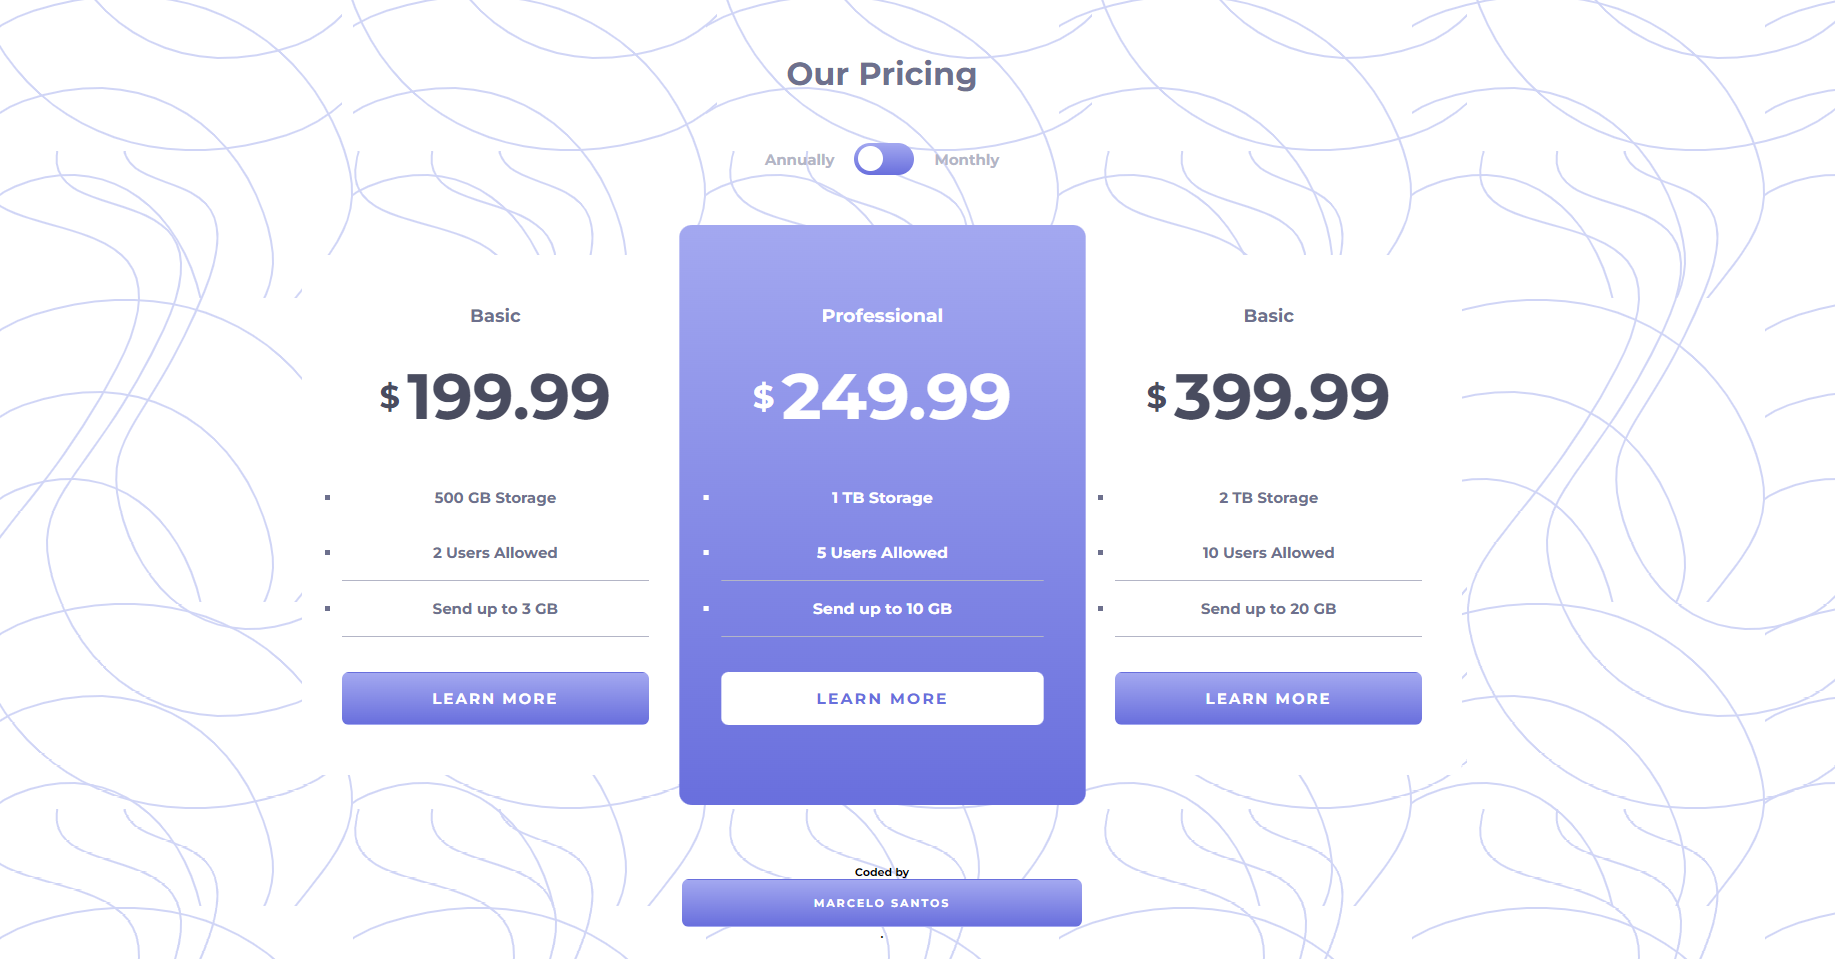 Our Pricing
Annually Monthly
Basic
$199.99
500 GB Storage
2 Users Allowed
Send up to 3 GB
LEARN MORE
Professional
$249.99
1 TB Storage
5 Users Allowed
Send up to 10 GB
LEARN MORE
Basic
$399.99
2 TB Storage
10 Users Allowed
Send up to 20 GB
LEARN MORE
Coded by
MARCELO SANTOS
.